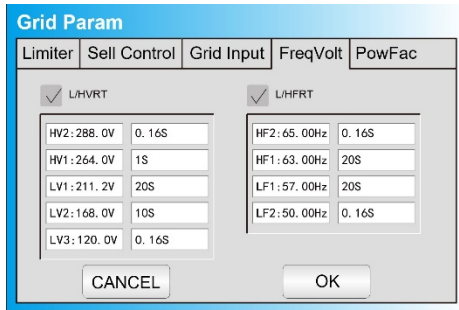 Grid Param
Limiter Sell Control Grid Input FreqVolt PowFac
L/HVRT
HV2:288. 0V 0. 16S
HV1:264. 0V 1S
LV1:211. 2V 20S
LV2:168. 0V 10S
LV3:120. 0V 0. 16S
L/HFRT
HF2:65. 00Hz 0. 16S
HF1:63. 00Hz 20S
LF1:57. 00Hz 20S
LF2:50. 00Hz 0. 16S
CANCEL OK